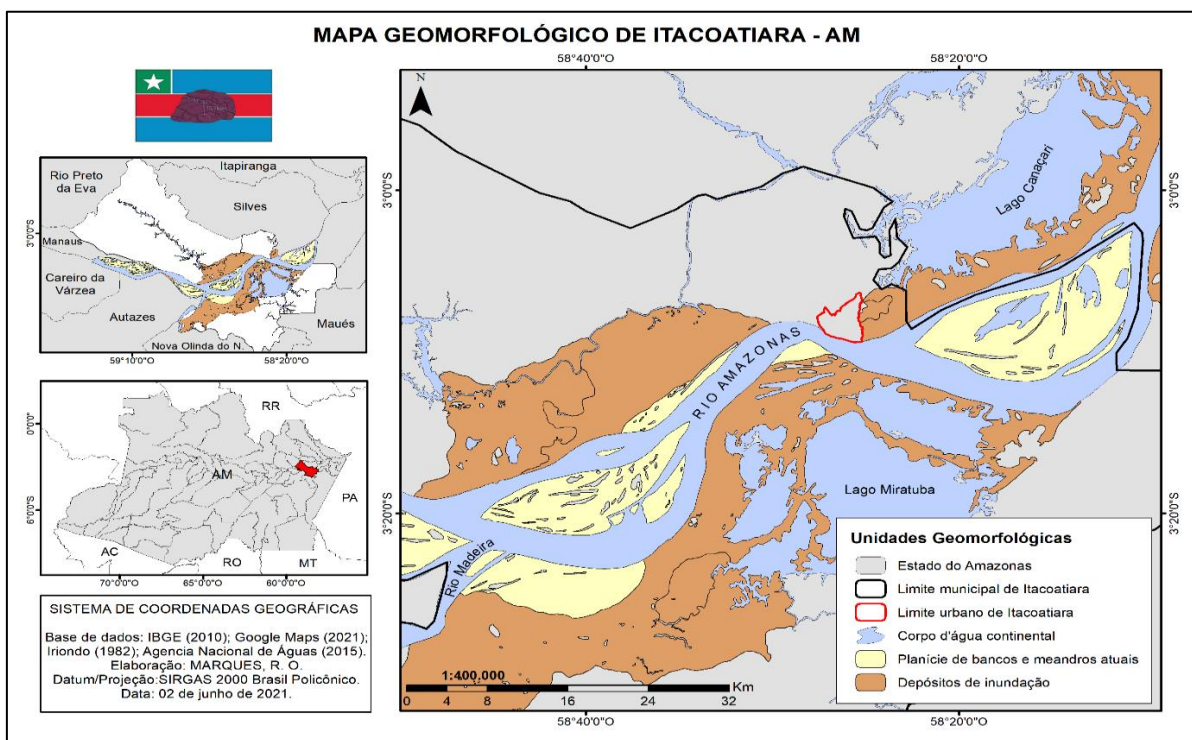 MAPA GEOMORFOLÓGICO DE ITACOATIARA - AM
Rio Preto
da Eva
Itapiranga
Silves
Manaus
Careiro da
Várzea
Autazes
Nova Olinda do N.
Maués
3°0'0"S
59°10'0"O
58°20'0"O
RR
AM
PA
AC
RO
MT
0°0'0"
6°0'0"S
70°0'0"O
65°0'0"O
60°0'0"O
SISTEMA DE COORDENADAS GEOGRÁFICAS
Base de dados: IBGE (2010); Google Maps (2021);
Iriondo (1982); Agencia Nacional de Águas (2015).
Elaboração: MARQUES, R. O.
Datum/Projeção:SIRGAS 2000 Brasil Policônico.
Data: 02 de junho de 2021.
58°40'0"O
58°20'0"O
N
3°0'0"S
3°0'0"S
Lago Canaçari
RIO AMAZONAS
Lago Miratuba
Rio Madeira
3°20'0"S
3°20'0"S
1:400,000
Km
0 4 8 16 24 32
58°40'0"O
58°20'0"O
Unidades Geomorfológicas
Estado do Amazonas
Limite municipal de Itacoatiara
Limite urbano de Itacoatiara
Corpo d'água continental
Planície de bancos e meandros atuais
Depósitos de inundação